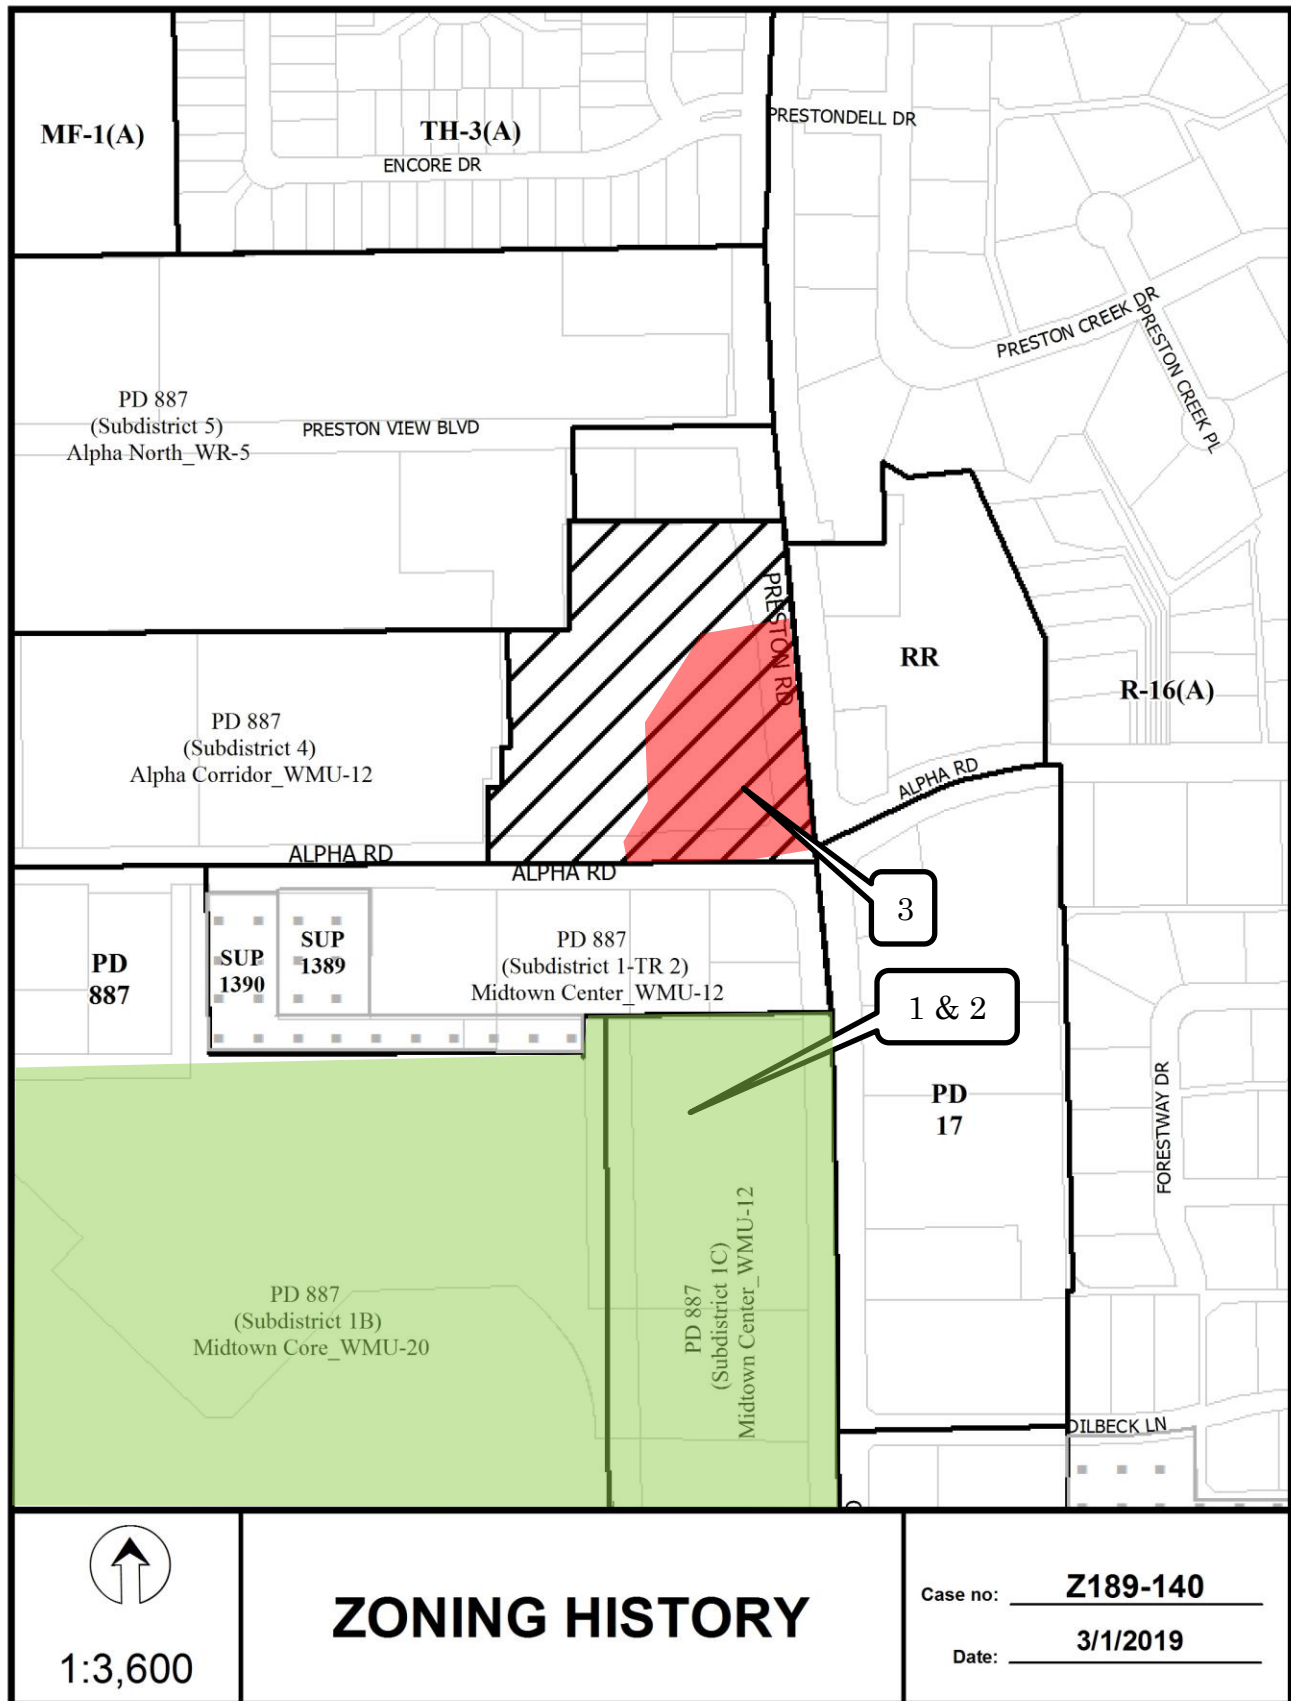 PRESTONDELL DR
MF-1(A)
TH-3(A)
ENCORE DR
PRESTON CREEK DR
PRESTON CREEK PL
PD 887
(Subdistrict 5)
Alpha North_WR-5
PRESTON VIEW BLVD
PRESTON RD
RR
R-16(A)
PD 887
(Subdistrict 4)
Alpha Corridor_WMU-12
ALPHA RD
ALPHA RD
ALPHA RD
3
PD
887
SUP
1390
SUP
1389
PD 887
(Subdistrict 1-TR 2)
Midtown Center_WMU-12
1 & 2
PD
17
FORESTWAY DR
PD 887
(Subdistrict 1B)
Midtown Core_WMU-20
PD 887
(Subdistrict 1C)
Midtown Center_WMU-12
DILBECK LN
1:3,600
ZONING HISTORY
Case no: Z189-140
Date: 3/1/2019